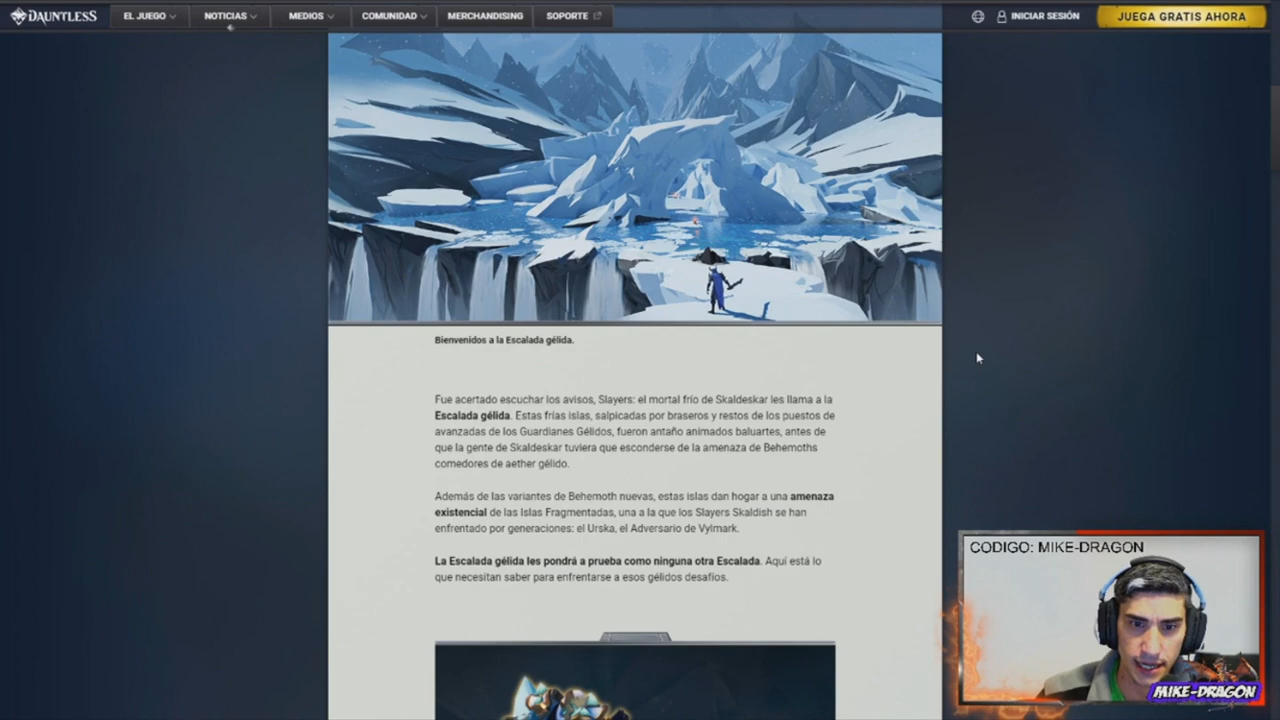 DAUNTLESS
EL JUEGO
NOTICIAS
MEDIOS
COMUNIDAD
MERCHANDISING
SOPORTE
INICIAR SESIÓN
JUEGA GRATIS AHORA
Bienvenidos a la Escalada gélida.
Fue acertado escuchar los avisos, Slayers: el mortal frío de Skaldeskar les llama a la
Escalada gélida. Estas frías islas, salpicadas por braseros y restos de los puestos de
avanzadas de los Guardianes Gélidos, fueron antaño animados baluartes, antes de
que la gente de Skaldeskar tuviera que esconderse de la amenaza de Behemoths
comedores de aether gélido.
Además de las variantes de Behemoth nuevas, estas islas dan hogar a una amenaza
existencial de las Islas Fragmentadas, una a la que los Slayers Skaldish se han
enfrentado por generaciones: el Urska, el Adversario de Vylmark.
La Escalada gélida les pondrá a prueba como ninguna otra Escalada. Aquí está lo
que necesitan saber para enfrentarse a esos gélidos desafíos.
CODIGO: MIKE-DRAGON
MIKE-DRAGON